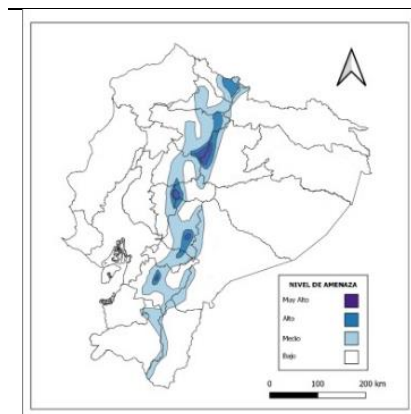 NIVEL DE AMENAZA
Muy Alto
Alto
Medio
Bajo
0 100 200 km